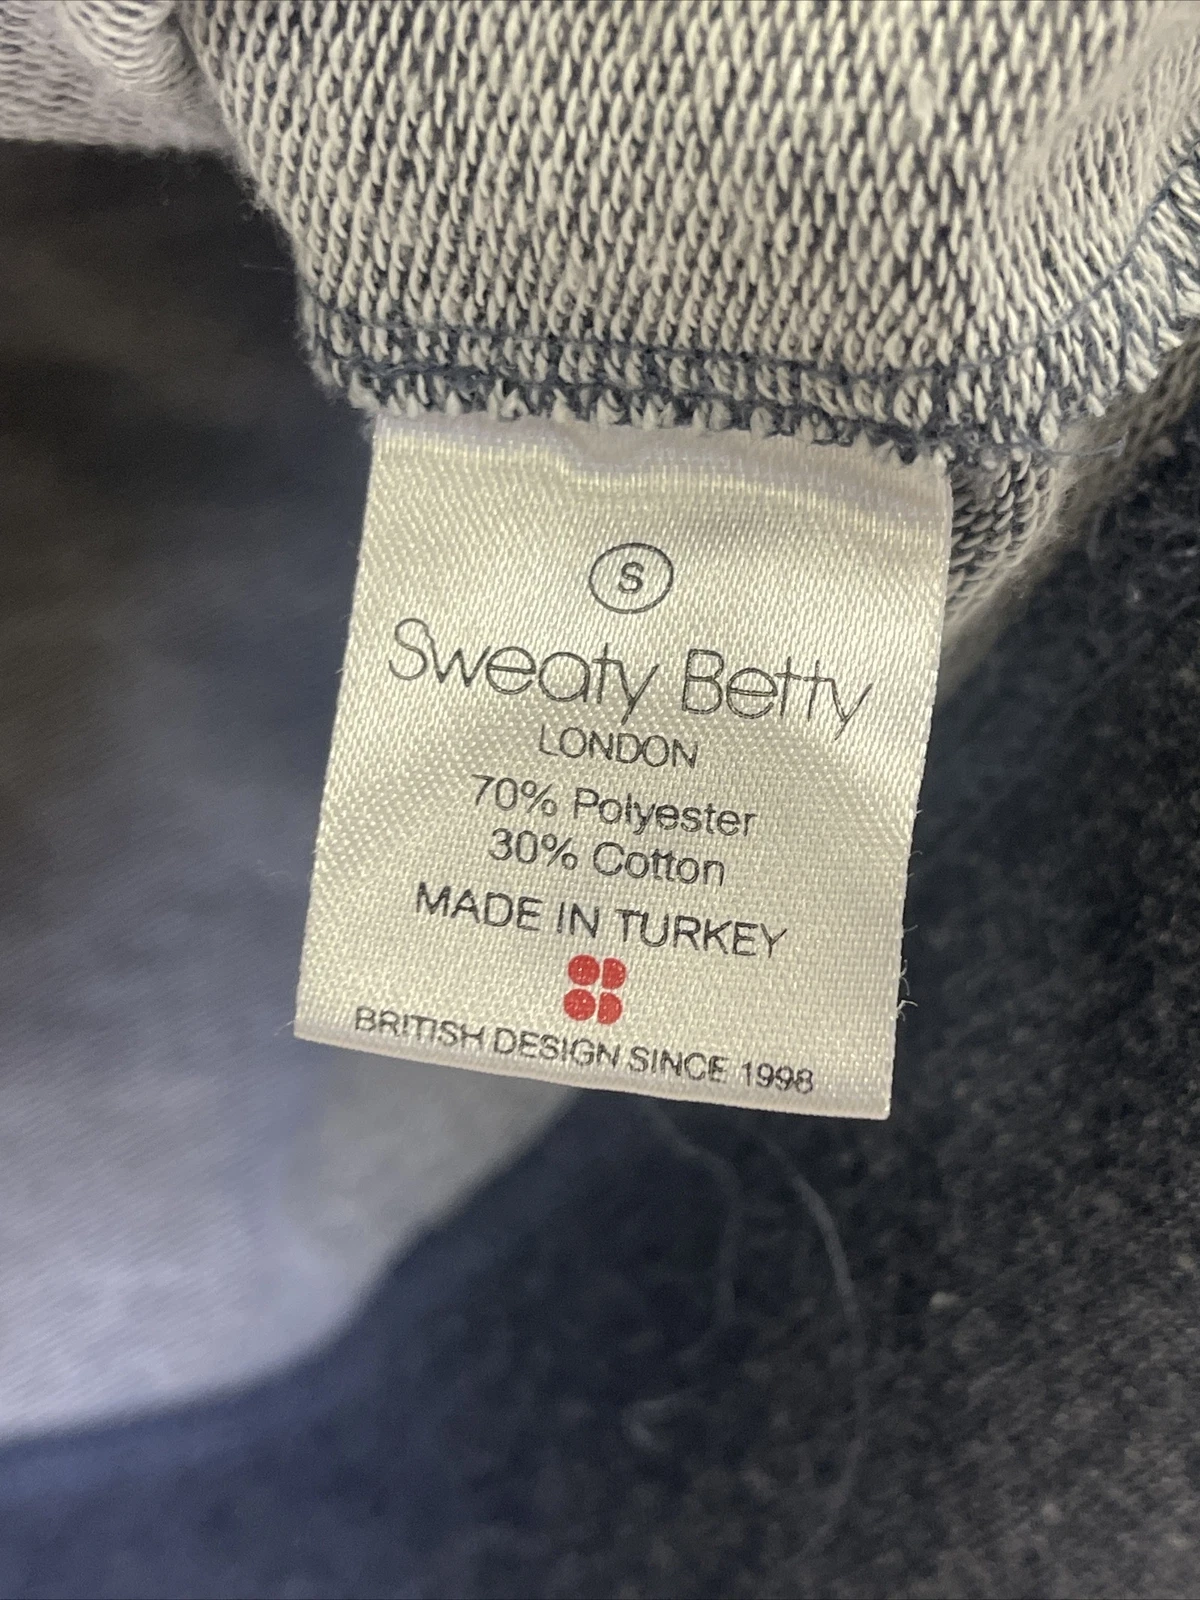 S
Sweaty Betty
LONDON
70% Polyester
30% Cotton
MADE IN TURKEY
BRITISH DESIGN SINCE 1998